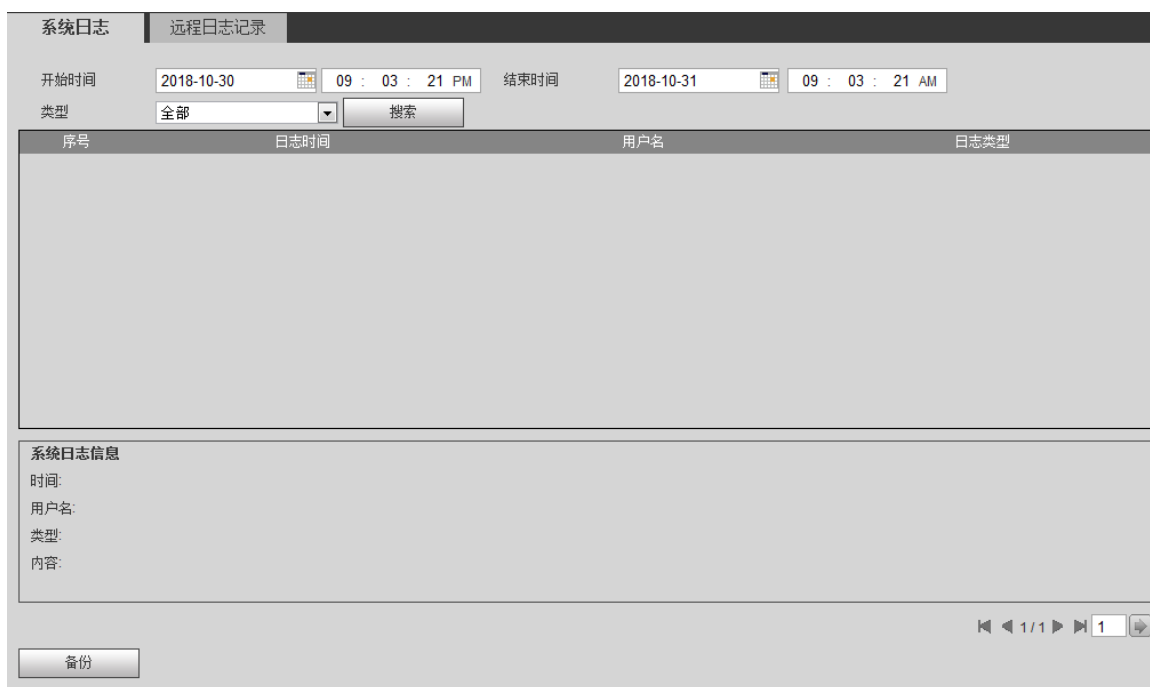 系统日志 远程日志记录
开始时间 2018-10-30 09 : 03 : 21 PM 结束时间 2018-10-31 09 : 03 : 21 AM
类型 全部 搜索
序号 日志时间 用户名 日志类型
系统日志信息
时间:
用户名:
类型:
内容:
1/1 1
备份